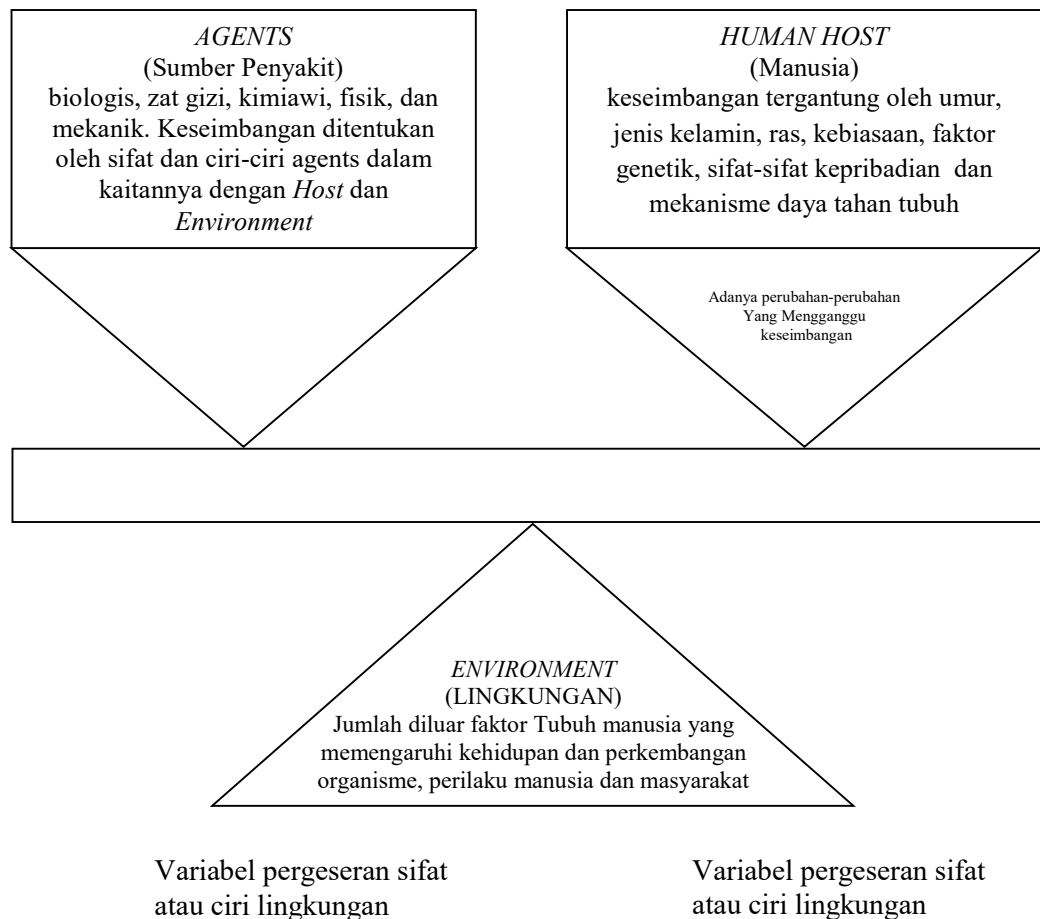 AGENTS
(Sumber Penyakit)
biologis, zat gizi, kimiawi, fisik, dan
mekanik. Keseimbangan ditentukan
oleh sifat dan ciri-ciri agents dalam
kaitannya dengan Host dan
Environment
HUMAN HOST
(Manusia)
keseimbangan tergantung oleh umur,
jenis kelamin, ras, kebiasaan, faktor
genetik, sifat-sifat kepribadian dan
mekanisme daya tahan tubuh
Adanya perubahan-perubahan
Yang Mengganggu
keseimbangan
ENVIRONMENT
(LINGKUNGAN)
Jumlah diluar faktor Tubuh manusia yang
memengaruhi kehidupan dan perkembangan
organisme, perilaku manusia dan masyarakat
Variabel pergeseran sifat
atau ciri lingkungan
Variabel pergeseran sifat
atau ciri lingkungan